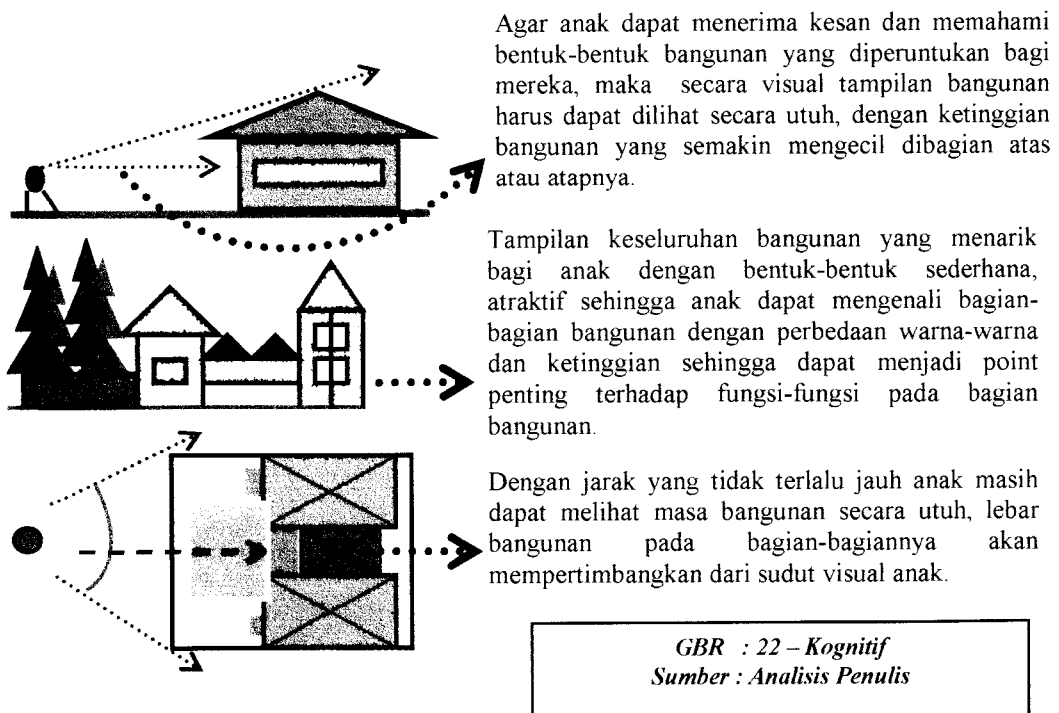 Agar anak dapat menerima kesan dan memahami
bentuk-bentuk bangunan yang diperuntukan bagi
mereka, maka secara visual tampilan bangunan
harus dapat dilihat secara utuh, dengan ketinggian
bangunan yang semakin mengecil dibagian atas
atau atapnya.
Tampilan keseluruhan bangunan yang menarik
bagi anak dengan bentuk-bentuk sederhana,
atraktif sehingga anak dapat mengenali bagian-
bagian bangunan dengan perbedaan warna-warna
dan ketinggian sehingga dapat menjadi point
penting terhadap fungsi-fungsi pada bagian
bangunan.
Dengan jarak yang tidak terlalu jauh anak masih
dapat melihat masa bangunan secara utuh, lebar
bangunan pada bagian-bagiannya akan
mempertimbangkan dari sudut visual anak.
GBR : 22 – Kognitif
Sumber : Analisis Penulis